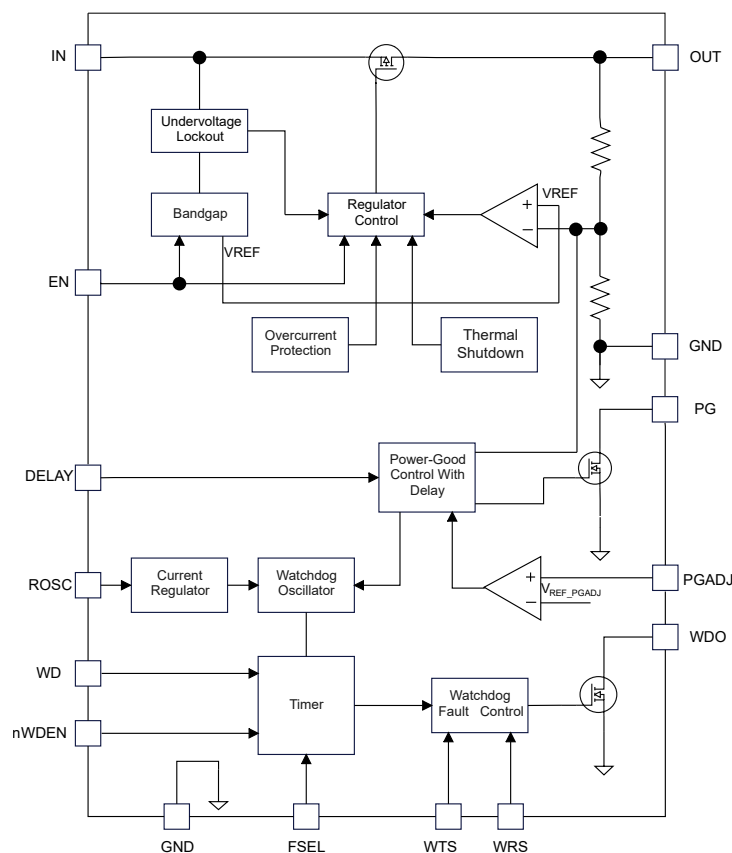 IN
OUT
Undervoltage
Lockout
Bandgap
VREF
Regulator
Control
VREF
+
−
EN
Overcurrent
Protection
Thermal
Shutdown
GND
PG
DELAY
Power-Good
Control With
Delay
ROSC
Current
Regulator
Watchdog
Oscillator
+
VREF_PGADJ
−
PGADJ
WDO
WD
Timer
Watchdog
Fault Control
nWDEN
GND
FSEL
WTS
WRS